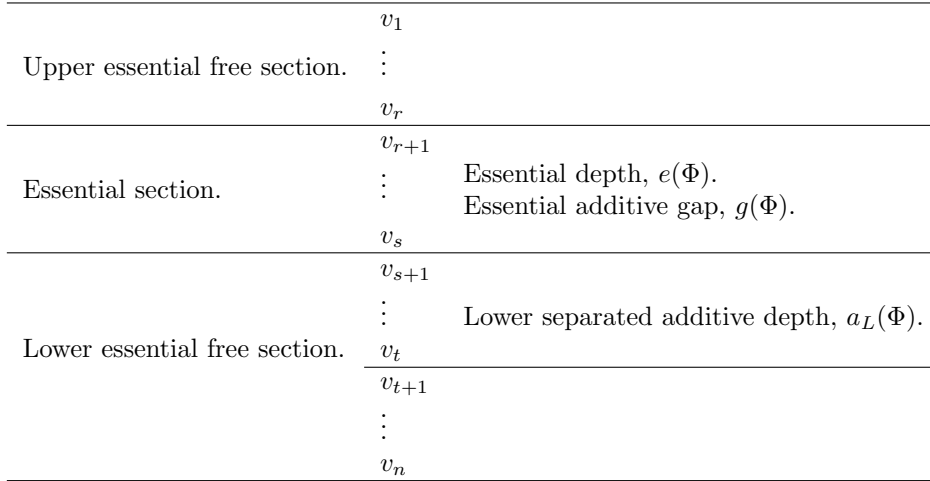 v_1
Upper essential free section. ⋮
v_r
v_{r+1}
Essential section. ⋮ Essential depth, e(Φ).
Essential additive gap, g(Φ).
v_s
v_{s+1}
⋮ Lower separated additive depth, a_L(Φ).
Lower essential free section. v_t
v_{t+1}
⋮
v_n